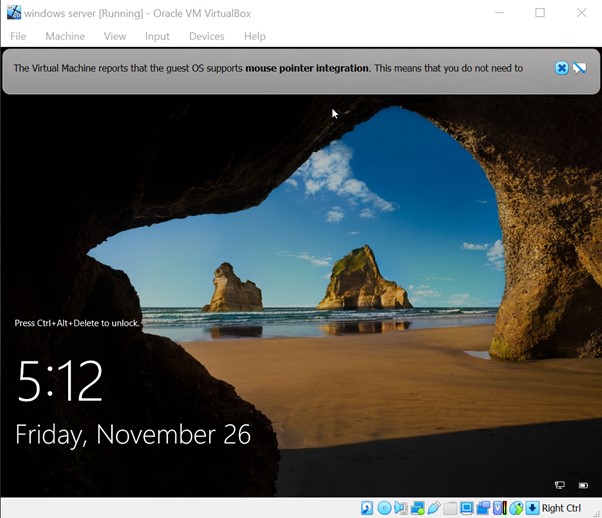 windows server [Running] - Oracle VM VirtualBox
File Machine View Input Devices Help
The Virtual Machine reports that the guest OS supports mouse pointer integration. This means that you do not need to
Press Ctrl+Alt+Delete to unlock.
5:12
Friday, November 26
Right Ctrl